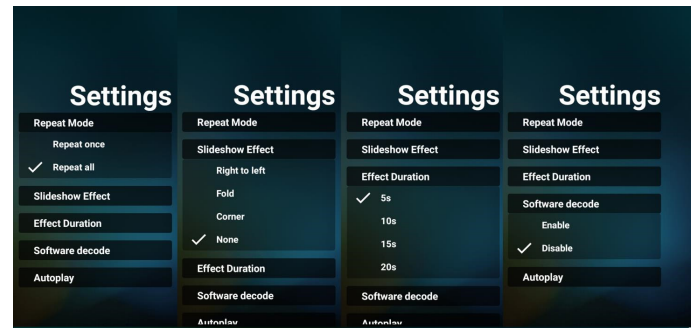 Settings
Repeat Mode
Repeat once
Repeat all
Slideshow Effect
Effect Duration
Software decode
Autoplay
Settings
Repeat Mode
Slideshow Effect
Right to left
Fold
Corner
None
Effect Duration
Software decode
Autoplay
Settings
Repeat Mode
Slideshow Effect
Effect Duration
5s
10s
15s
20s
Software decode
Autoplay
Settings
Repeat Mode
Slideshow Effect
Effect Duration
Software decode
Enable
Disable
Autoplay